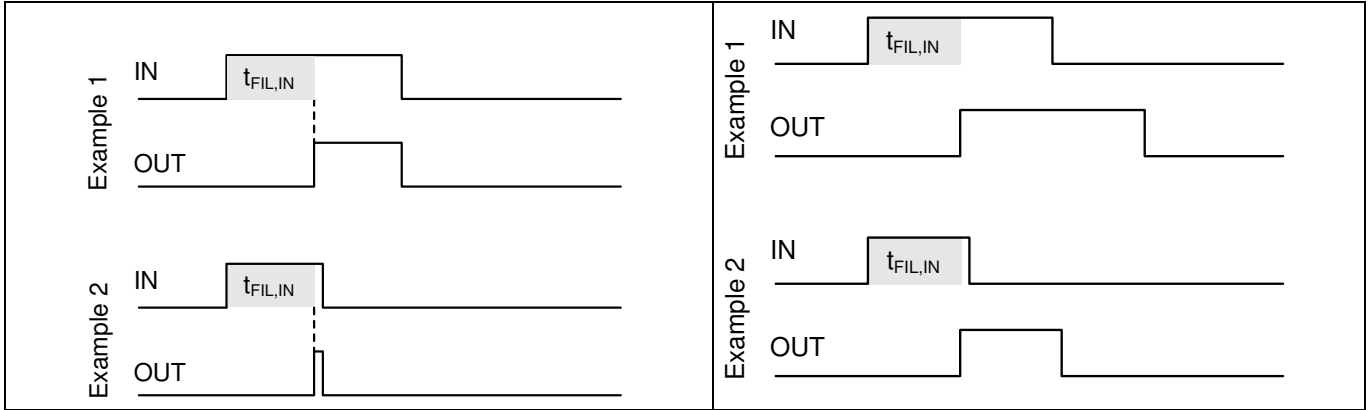 Example 1
IN
t_FIL,IN
OUT
Example 2
IN
t_FIL,IN
OUT
Example 1
IN
t_FIL,IN
OUT
Example 2
IN
t_FIL,IN
OUT